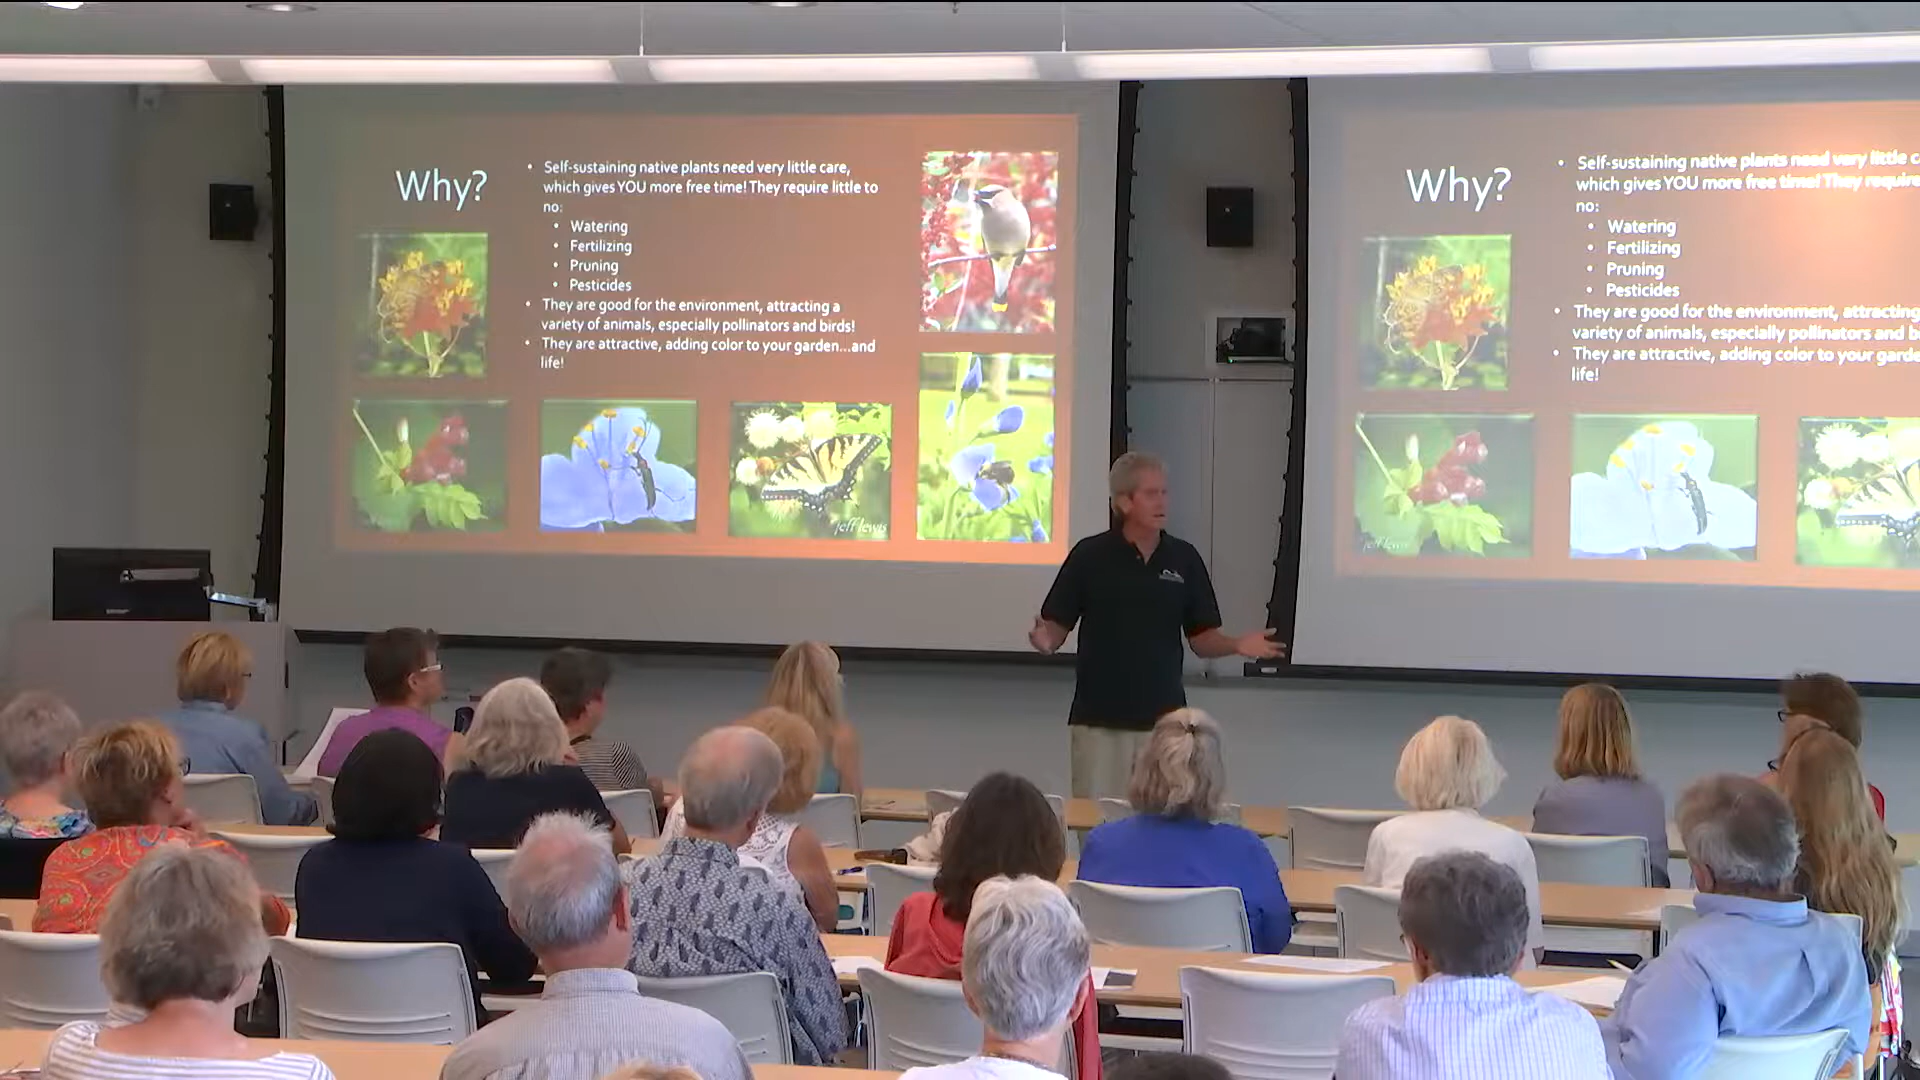 Why?
• Self-sustaining native plants need very little care,
which gives YOU more free time! They require little to
no:
• Watering
• Fertilizing
• Pruning
• Pesticides
• They are good for the environment, attracting a
variety of animals, especially pollinators and birds!
• They are attractive, adding color to your garden...and
life!
jeff lewis
Why?
• Self-sustaining native plants need very little
which gives YOU more free time! They require
no:
• Watering
• Fertilizing
• Pruning
• Pesticides
• They are good for the environment, attracting
variety of animals, especially pollinators and
• They are attractive, adding color to your
life!
jeff lewis